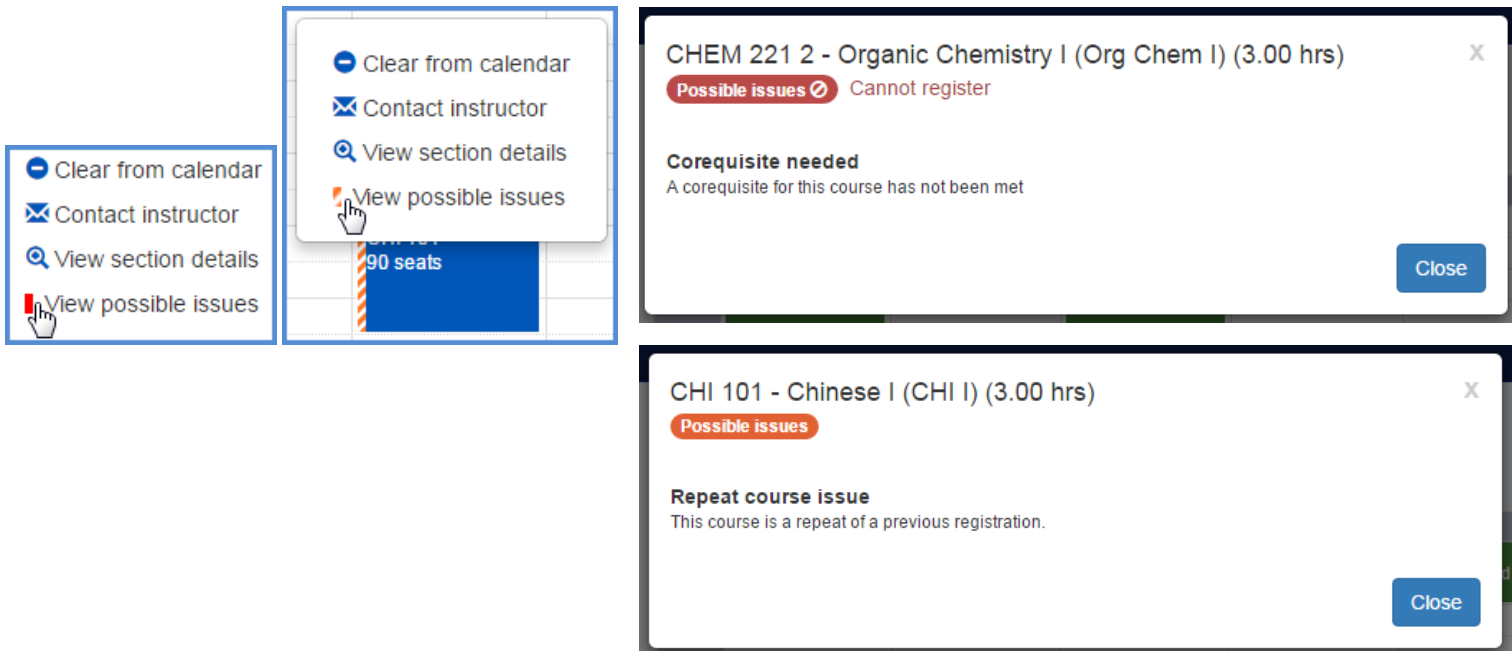 Clear from calendar
Contact instructor
View section details
View possible issues
Clear from calendar
Contact instructor
View section details
View possible issues
CHI 101
90 seats
CHEM 221 2 - Organic Chemistry I (Org Chem I) (3.00 hrs)
X
Possible issues Cannot register
Corequisite needed
A corequisite for this course has not been met
Close
CHI 101 - Chinese I (CHI I) (3.00 hrs)
X
Possible issues
Repeat course issue
This course is a repeat of a previous registration.
Close